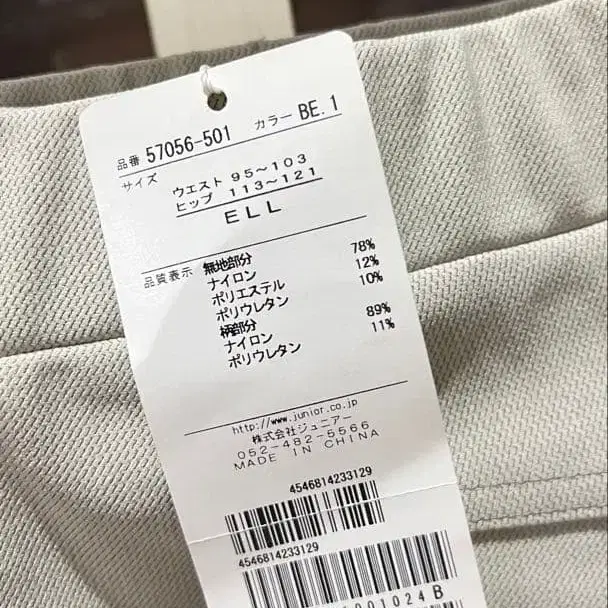 品番 57056-501 カラー BE.1
サイズ
ウエスト 95～103
ヒップ 113～121
ELL
品質表示 無地部分
ナイロン 78%
ポリエステル 12%
ポリウレタン 10%
柄部分
ナイロン 89%
ポリウレタン 11%
http://www.junior.co.jp
株式会社ジュニアー
052-482-5566
MADE IN CHINA
4546814233129
4546814233129
001024 B